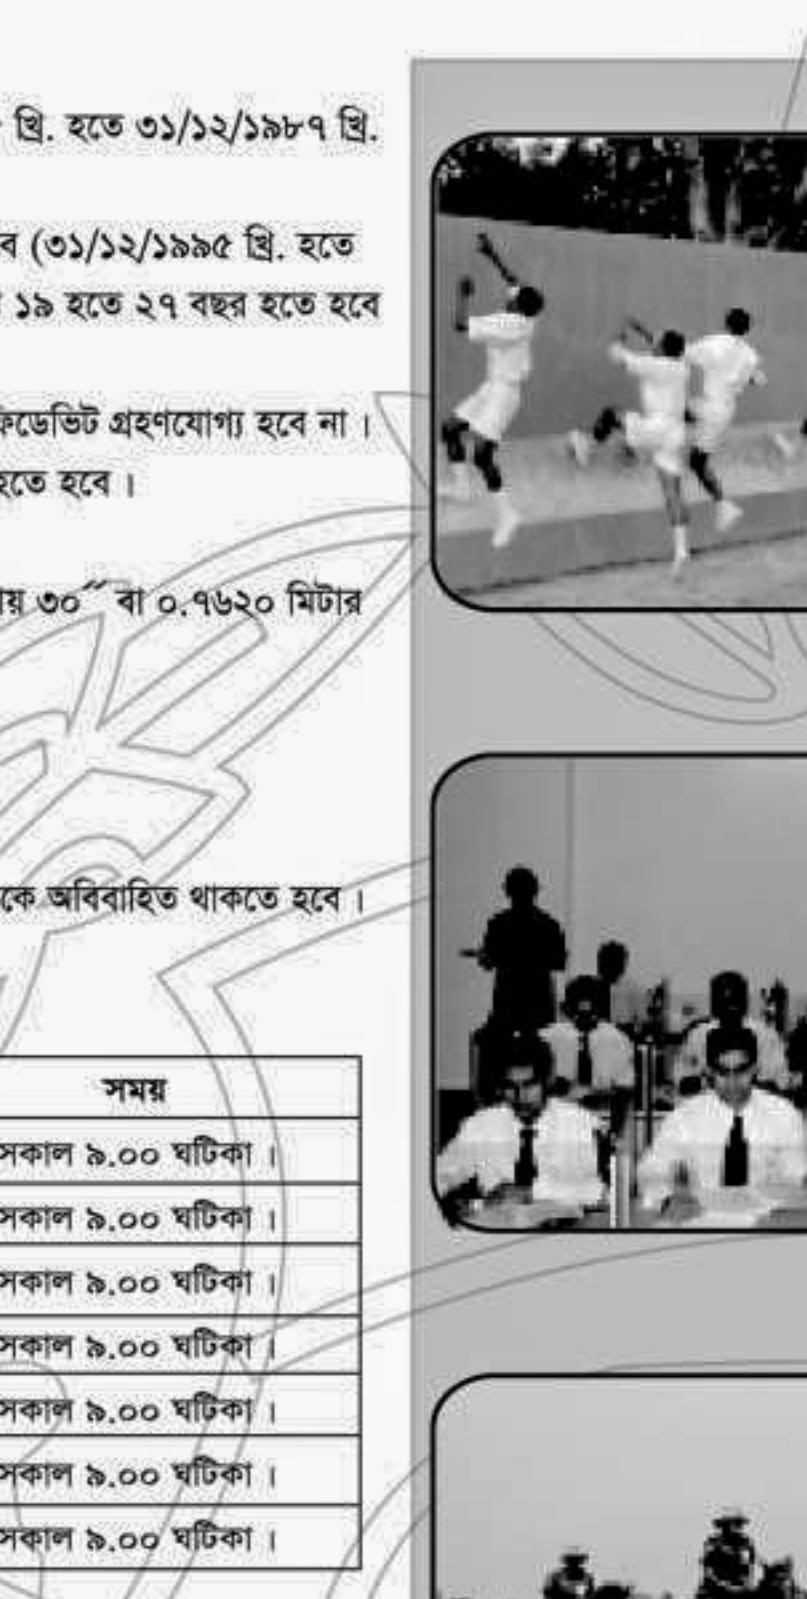 খ্রি. হতে ৩১/১২/১৯৮৭ খ্রি.
(৩১/১২/১৯৯৫ খ্রি. হতে
১৯ হতে ২৭ বছর হতে হবে
গ্রহণযোগ্য হবে না।
হতে হবে।
৩০˝ বা ০.৭৬২০ মিটার
কে অবিবাহিত থাকতে হবে।
সময়
সকাল ৯.০০ ঘটিকা।
সকাল ৯.০০ ঘটিকা।
সকাল ৯.০০ ঘটিকা।
সকাল ৯.০০ ঘটিকা।
সকাল ৯.০০ ঘটিকা।
সকাল ৯.০০ ঘটিকা।
সকাল ৯.০০ ঘটিকা।